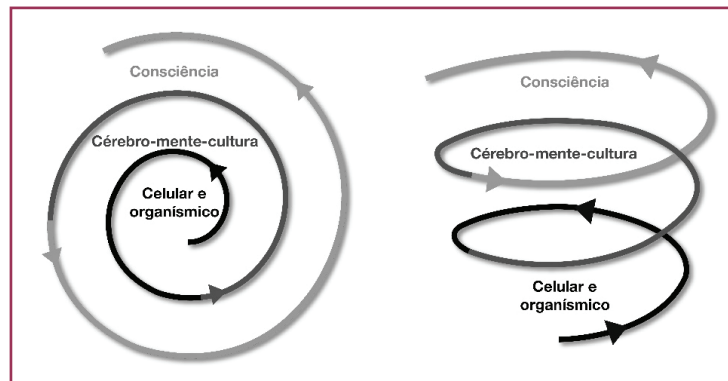 Consciência
Cérebro-mente-cultura
Celular e
organísmico
Consciência
Cérebro-mente-cultura
Celular e
organísmico